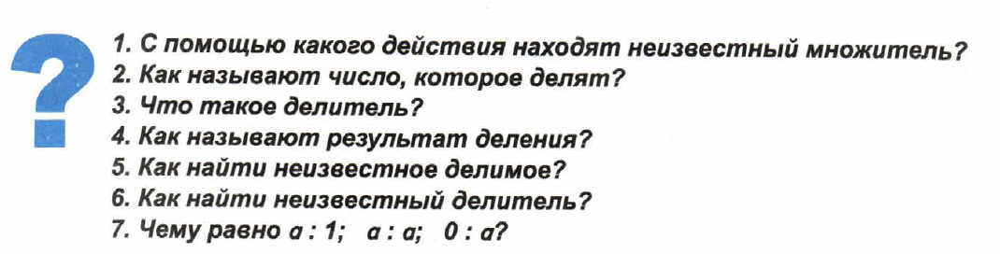 ?
1. С помощью какого действия находят неизвестный множитель?
2. Как называют число, которое делят?
3. Что такое делитель?
4. Как называют результат деления?
5. Как найти неизвестное делимое?
6. Как найти неизвестный делитель?
7. Чему равно a : 1; a : a; 0 : a?